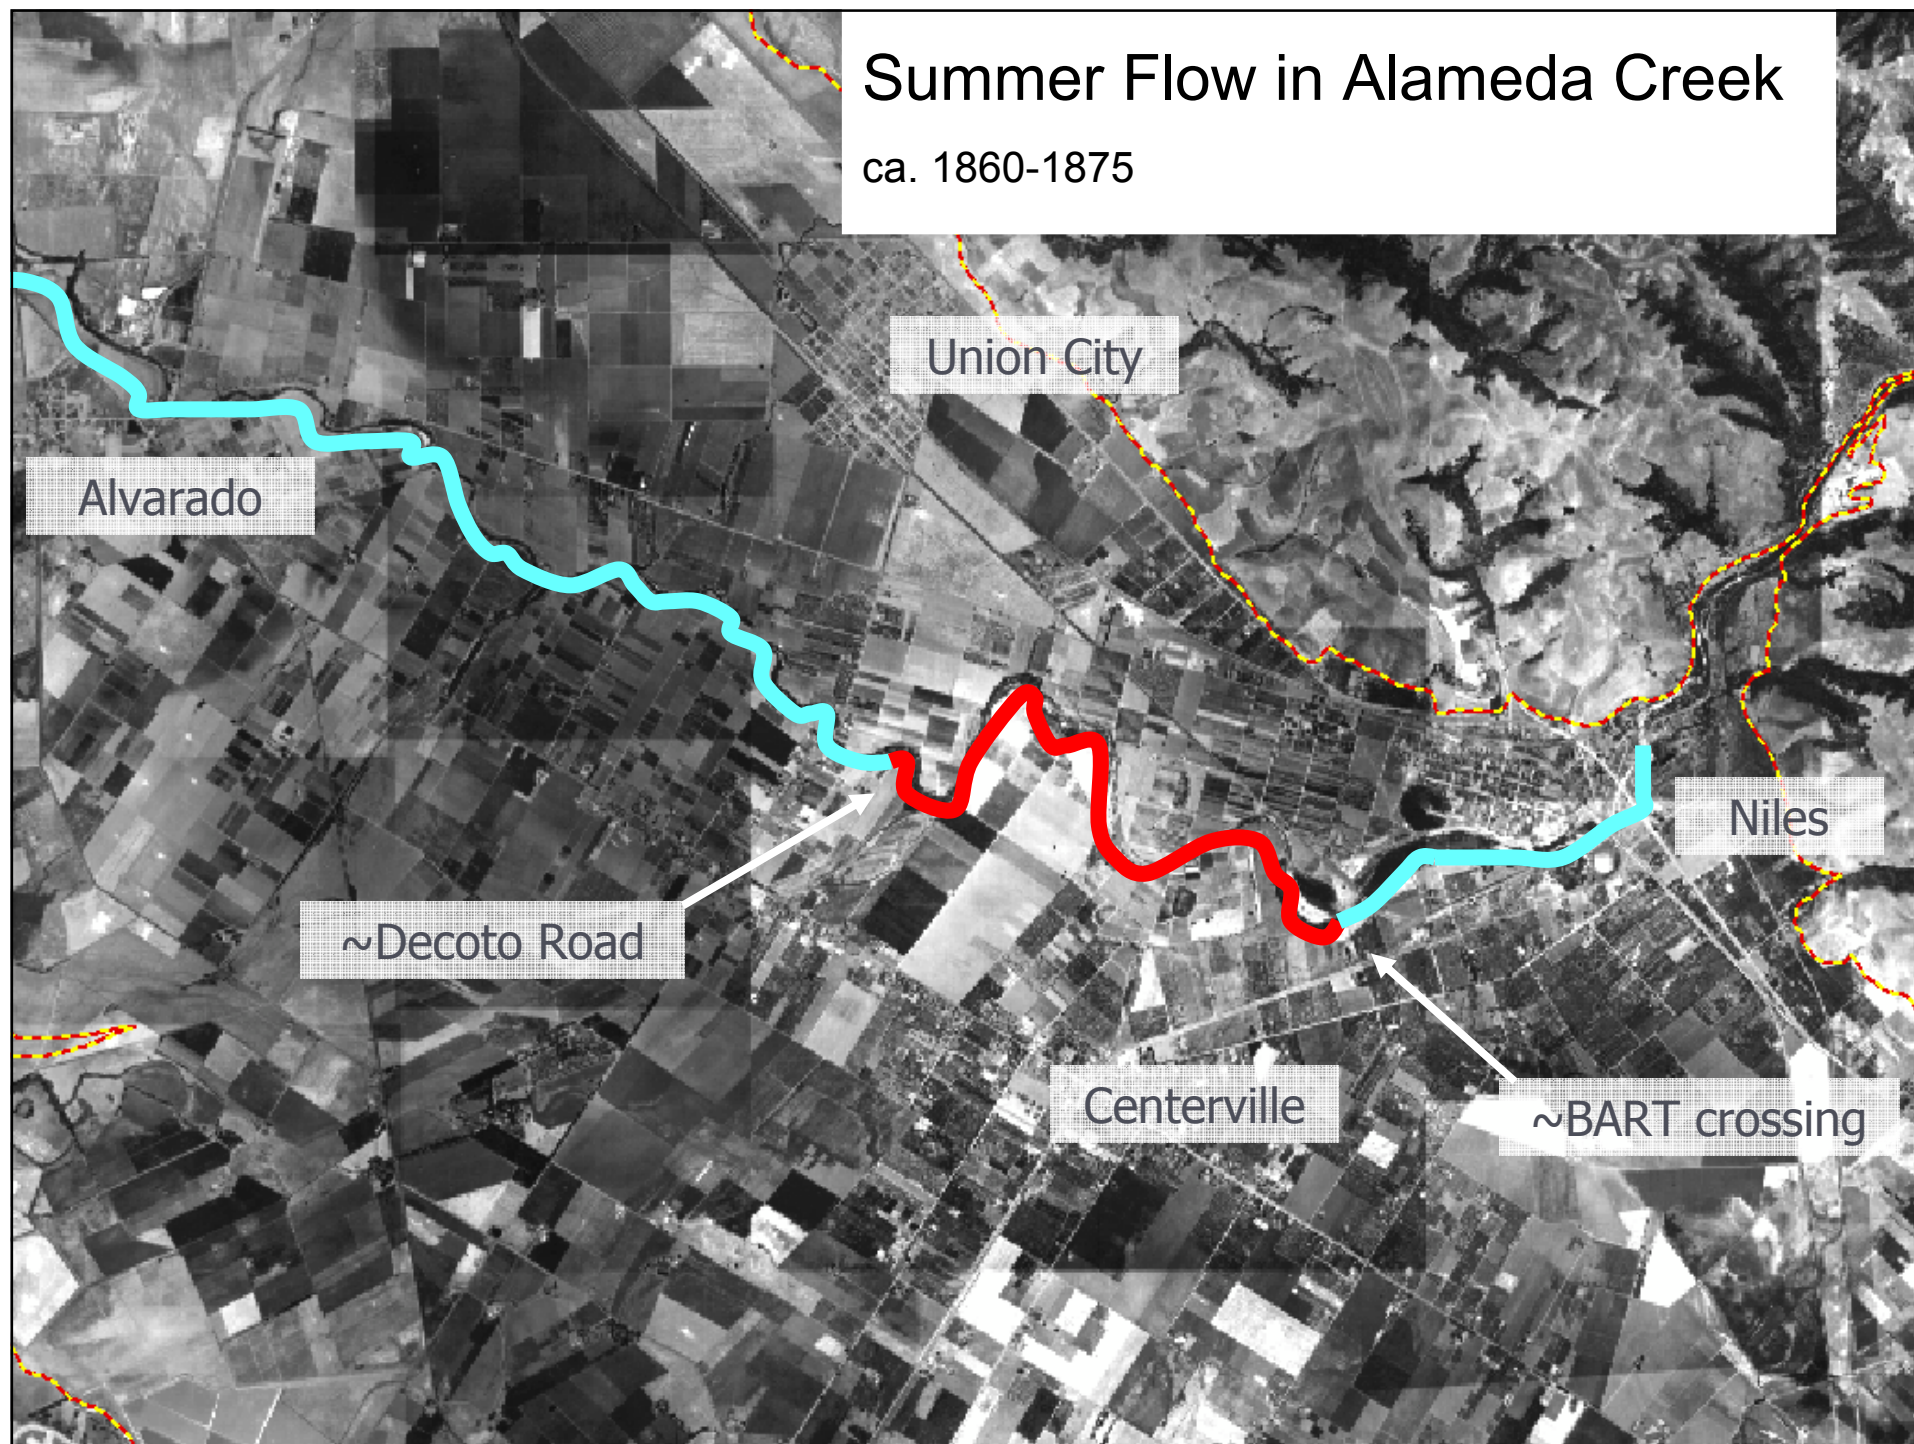 Summer Flow in Alameda Creek
ca. 1860-1875
Union City
Alvarado
Niles
~Decoto Road
Centerville
~BART crossing